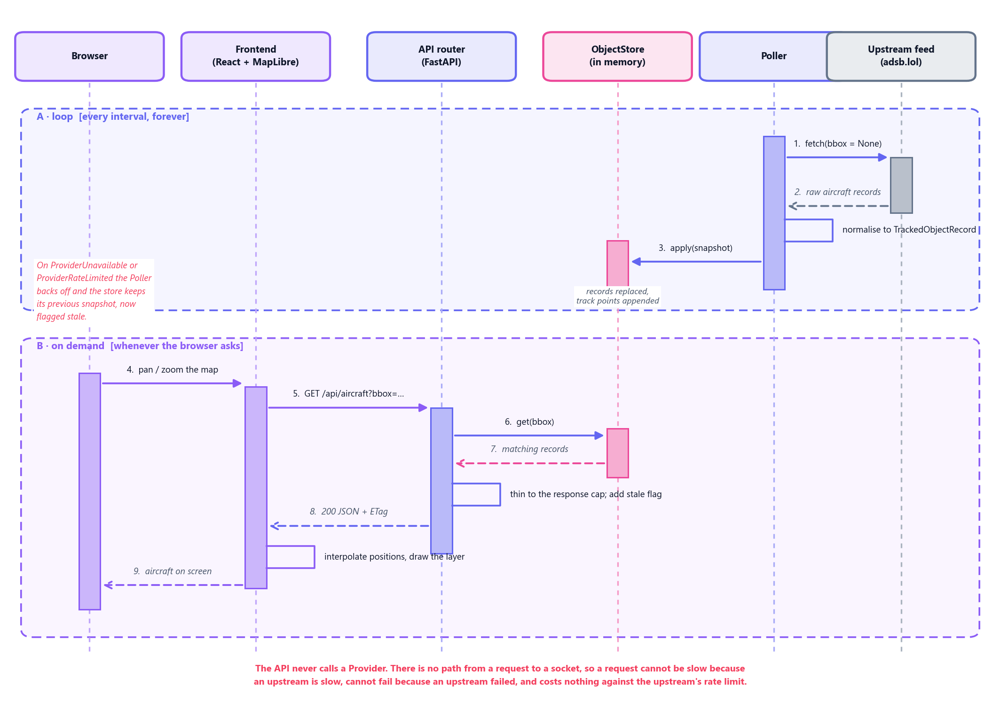 Browser
Frontend
(React + MapLibre)
API router
(FastAPI)
ObjectStore
(in memory)
Poller
Upstream feed
(adsb.lol)
A · loop  [every interval, forever]
1.  fetch(bbox = None)
2.  raw aircraft records
normalise to TrackedObjectRecord
3.  apply(snapshot)
On ProviderUnavailable or
ProviderRateLimited the Poller
backs off and the store keeps
its previous snapshot, now
flagged stale.
records replaced,
track points appended
B · on demand  [whenever the browser asks]
4.  pan / zoom the map
5.  GET /api/aircraft?bbox=...
6.  get(bbox)
7.  matching records
thin to the response cap; add stale flag
8.  200 JSON + ETag
interpolate positions, draw the layer
9.  aircraft on screen
The API never calls a Provider. There is no path from a request to a socket, so a request cannot be slow because
an upstream is slow, cannot fail because an upstream failed, and costs nothing against the upstream's rate limit.